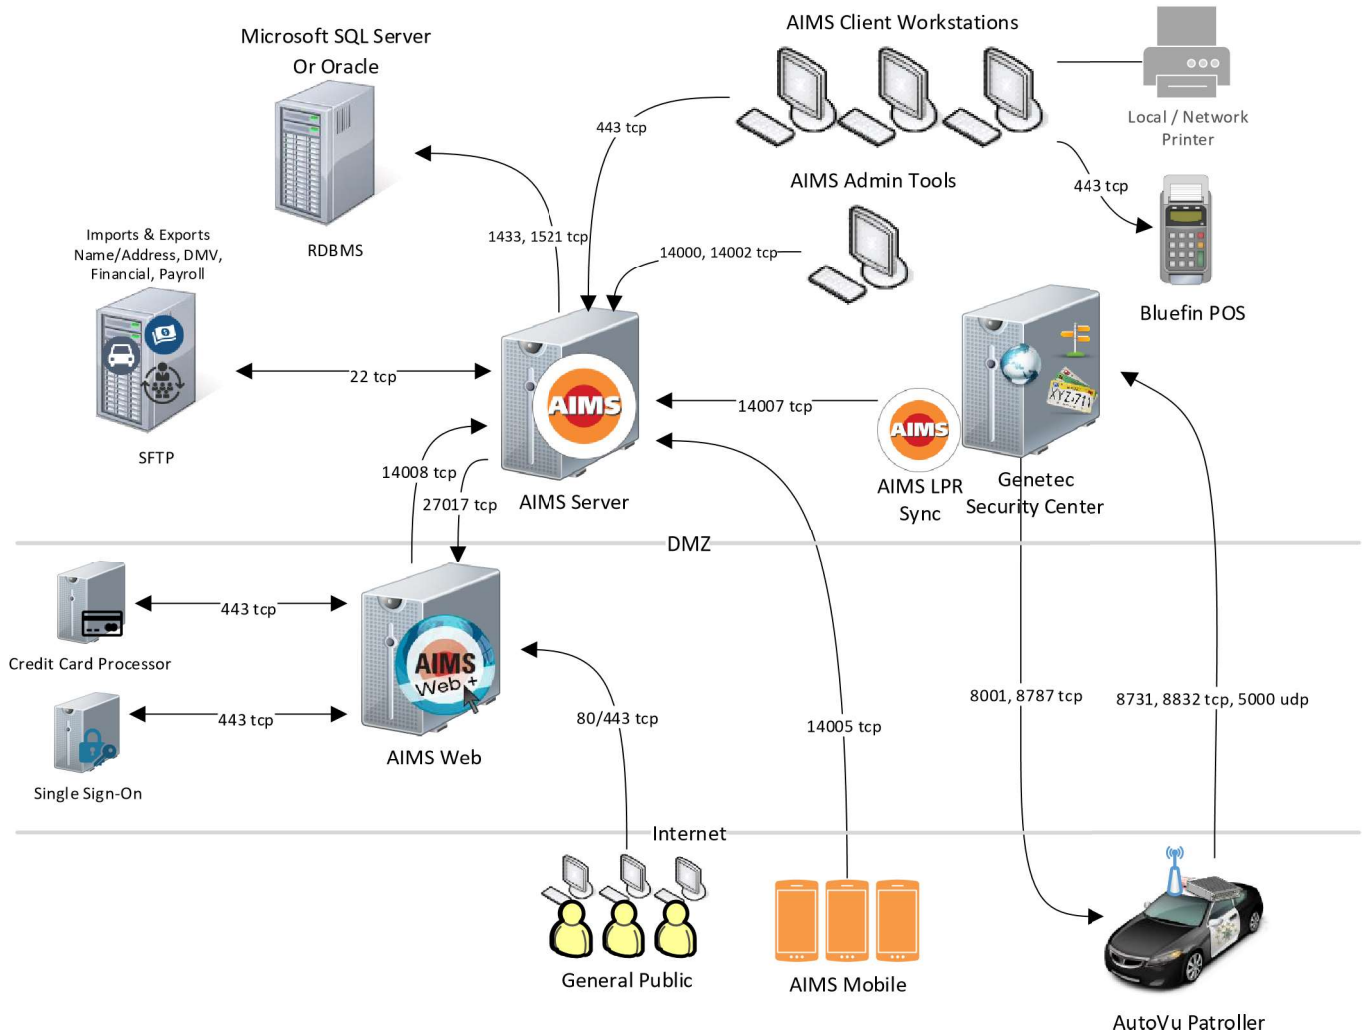 Microsoft SQL Server
Or Oracle
RDBMS
AIMS Client Workstations
Local / Network
Printer
443 tcp
443 tcp
AIMS Admin Tools
Bluefin POS
1433, 1521 tcp
14000, 14002 tcp
Imports & Exports
Name/Address, DMV,
Financial, Payroll
SFTP
22 tcp
AIMS
AIMS Server
14007 tcp
AIMS
AIMS LPR
Sync
XYZ-711
Genetec
Security Center
14008 tcp
27017 tcp
DMZ
443 tcp
Credit Card Processor
443 tcp
Single Sign-On
AIMS
Web +
AIMS Web
80/443 tcp
14005 tcp
8001, 8787 tcp
8731, 8832 tcp, 5000 udp
Internet
General Public
AIMS Mobile
AutoVu Patroller